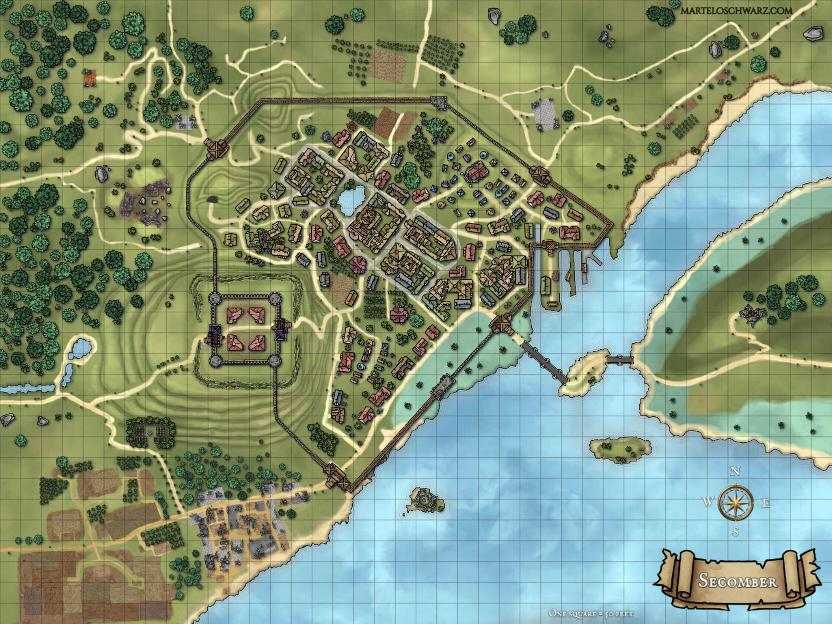 MARTELOSCHWARZ.COM
N
W E
S
Secomber
One square = 50 feet